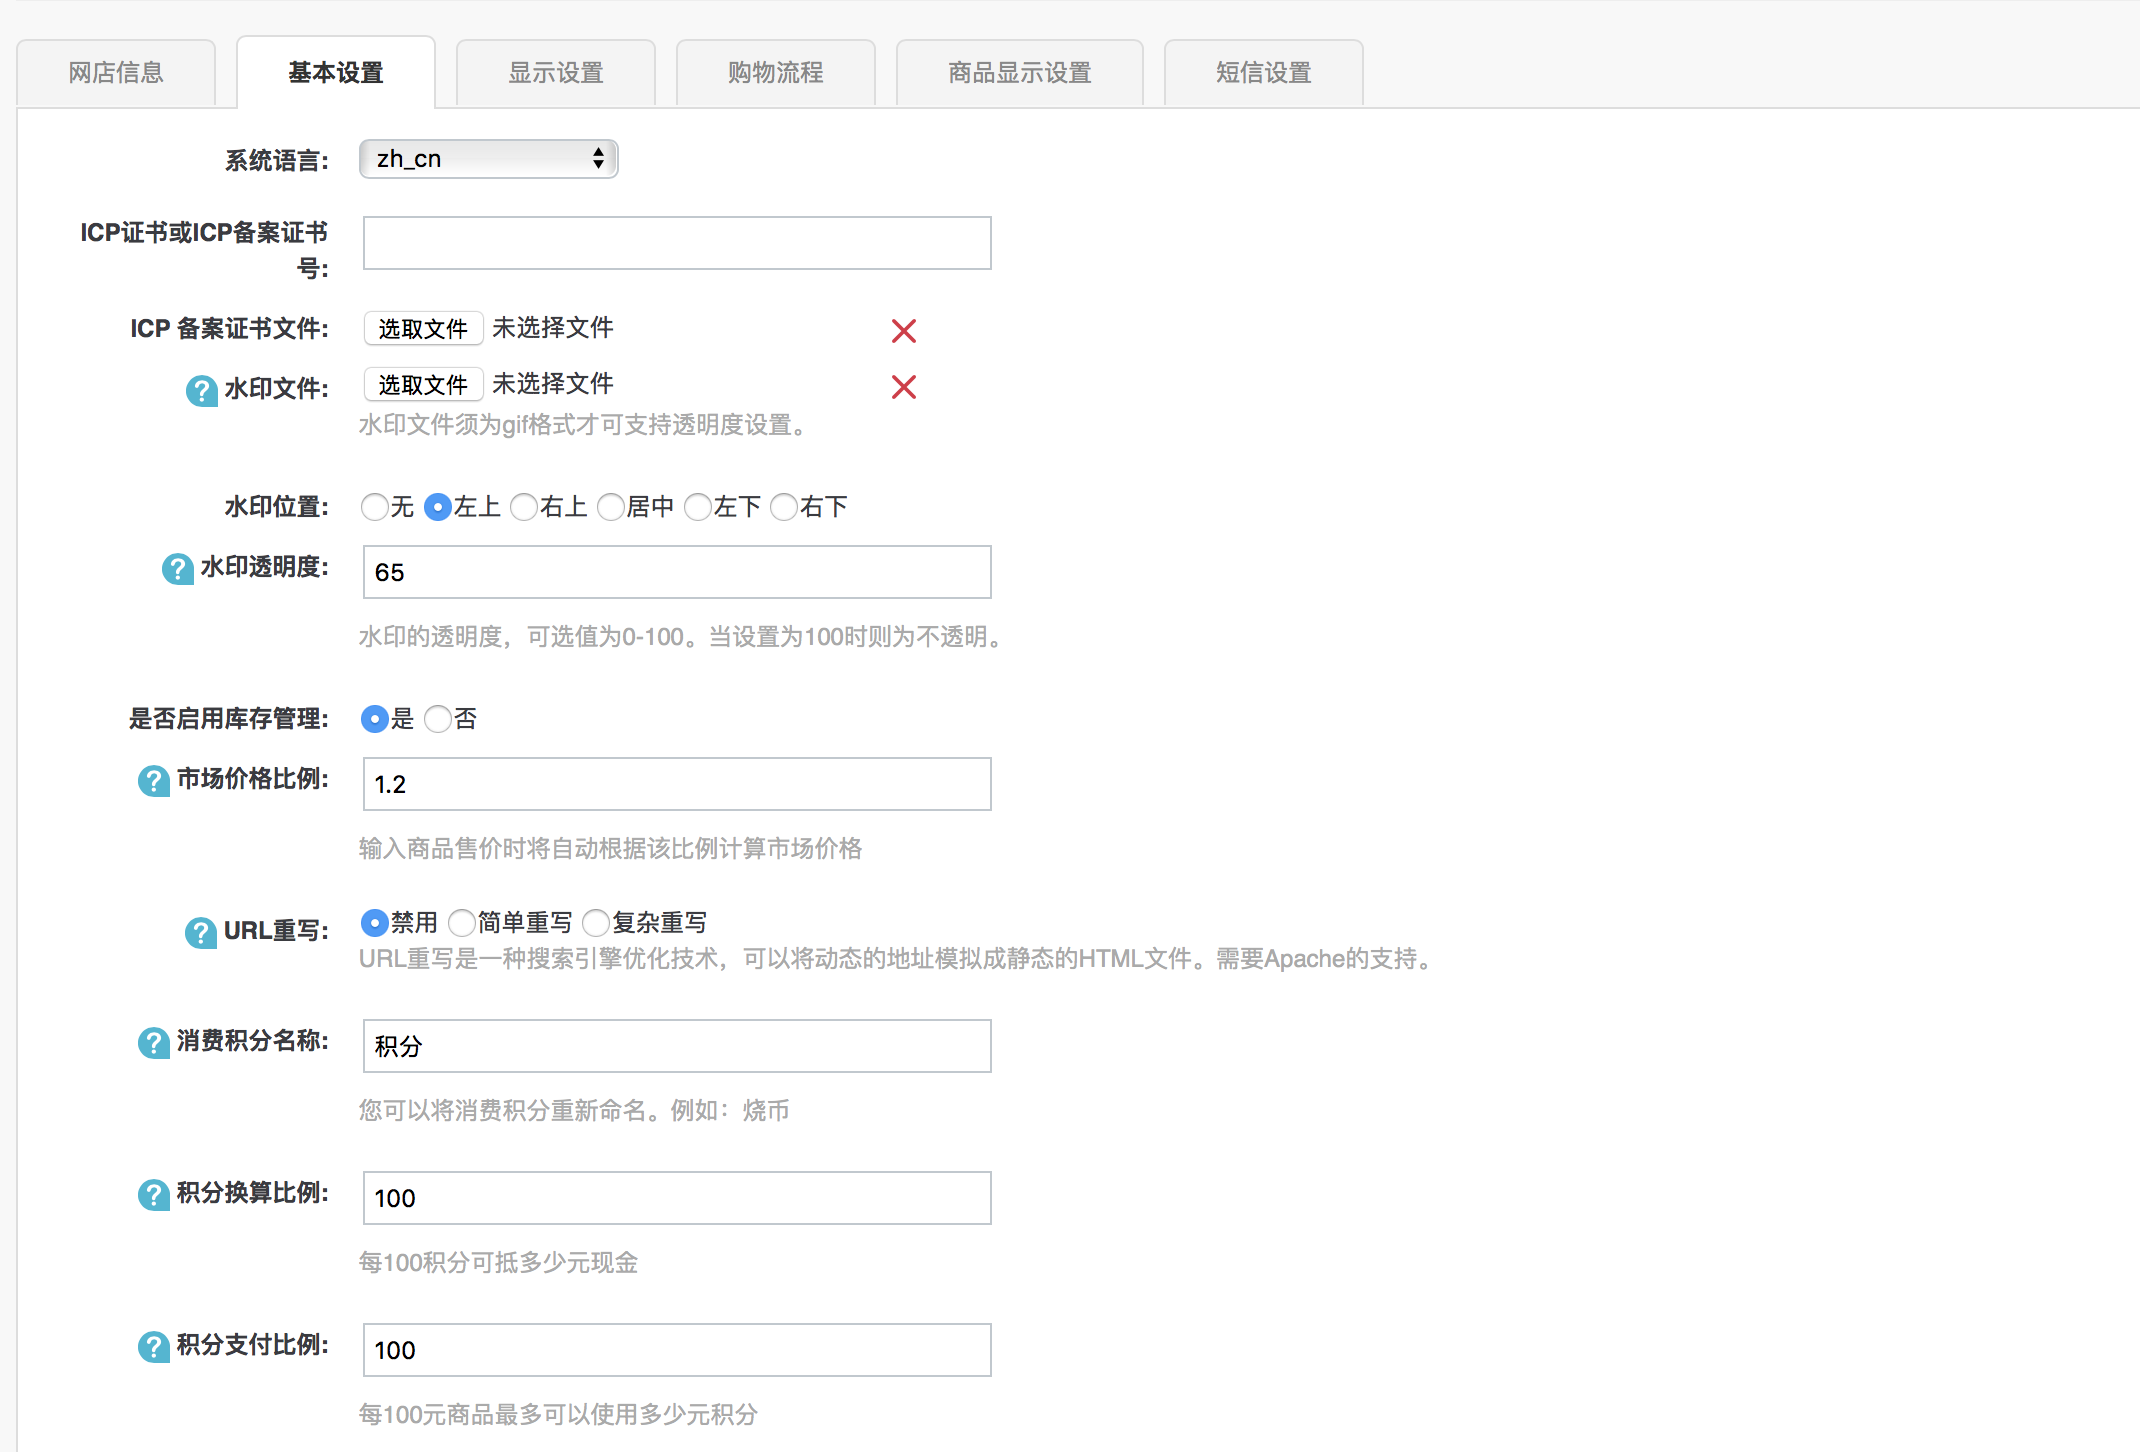 网店信息 基本设置 显示设置 购物流程 商品显示设置 短信设置
系统语言: zh_cn
ICP证书或ICP备案证书
号:
ICP 备案证书文件: 选取文件 未选择文件
? 水印文件: 选取文件 未选择文件
水印文件须为gif格式才可支持透明度设置。
水印位置: 无 左上 右上 居中 左下 右下
? 水印透明度: 65
水印的透明度，可选值为0-100。当设置为100时则为不透明。
是否启用库存管理: 是 否
? 市场价格比例: 1.2
输入商品售价时将自动根据该比例计算市场价格
? URL重写: 禁用 简单重写 复杂重写
URL重写是一种搜索引擎优化技术，可以将动态的地址模拟成静态的HTML文件。需要Apache的支持。
? 消费积分名称: 积分
您可以将消费积分重新命名。例如：烧币
? 积分换算比例: 100
每100积分可抵多少元现金
? 积分支付比例: 100
每100元商品最多可以使用多少元积分